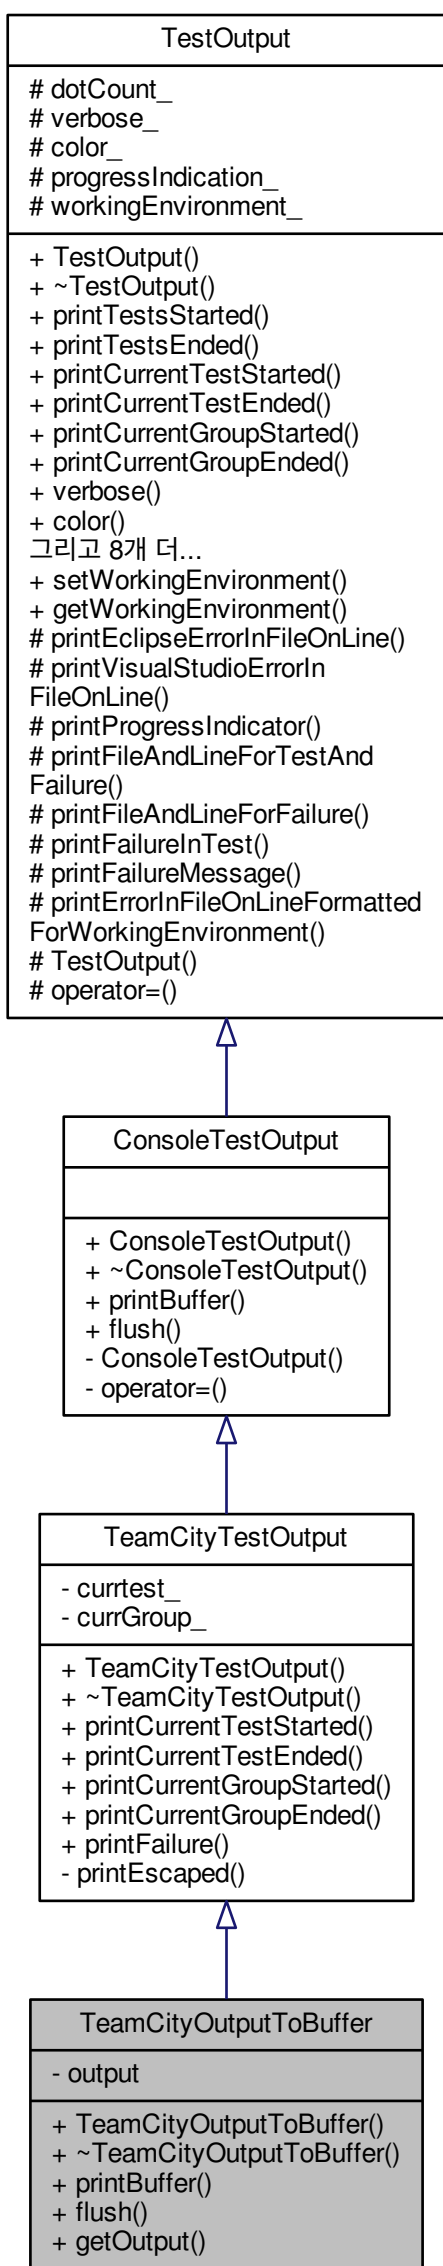 TestOutput
# dotCount_
# verbose_
# color_
# progressIndication_
# workingEnvironment_
+ TestOutput()
+ ~TestOutput()
+ printTestsStarted()
+ printTestsEnded()
+ printCurrentTestStarted()
+ printCurrentTestEnded()
+ printCurrentGroupStarted()
+ printCurrentGroupEnded()
+ verbose()
+ color()
그리고 8개 더...
+ setWorkingEnvironment()
+ getWorkingEnvironment()
# printEclipseErrorInFileOnLine()
# printVisualStudioErrorIn
FileOnLine()
# printProgressIndicator()
# printFileAndLineForTestAnd
Failure()
# printFileAndLineForFailure()
# printFailureInTest()
# printFailureMessage()
# printErrorInFileOnLineFormatted
ForWorkingEnvironment()
# TestOutput()
# operator=()
ConsoleTestOutput
+ ConsoleTestOutput()
+ ~ConsoleTestOutput()
+ printBuffer()
+ flush()
- ConsoleTestOutput()
- operator=()
TeamCityTestOutput
- currtest_
- currGroup_
+ TeamCityTestOutput()
+ ~TeamCityTestOutput()
+ printCurrentTestStarted()
+ printCurrentTestEnded()
+ printCurrentGroupStarted()
+ printCurrentGroupEnded()
+ printFailure()
- printEscaped()
TeamCityOutputToBuffer
- output
+ TeamCityOutputToBuffer()
+ ~TeamCityOutputToBuffer()
+ printBuffer()
+ flush()
+ getOutput()